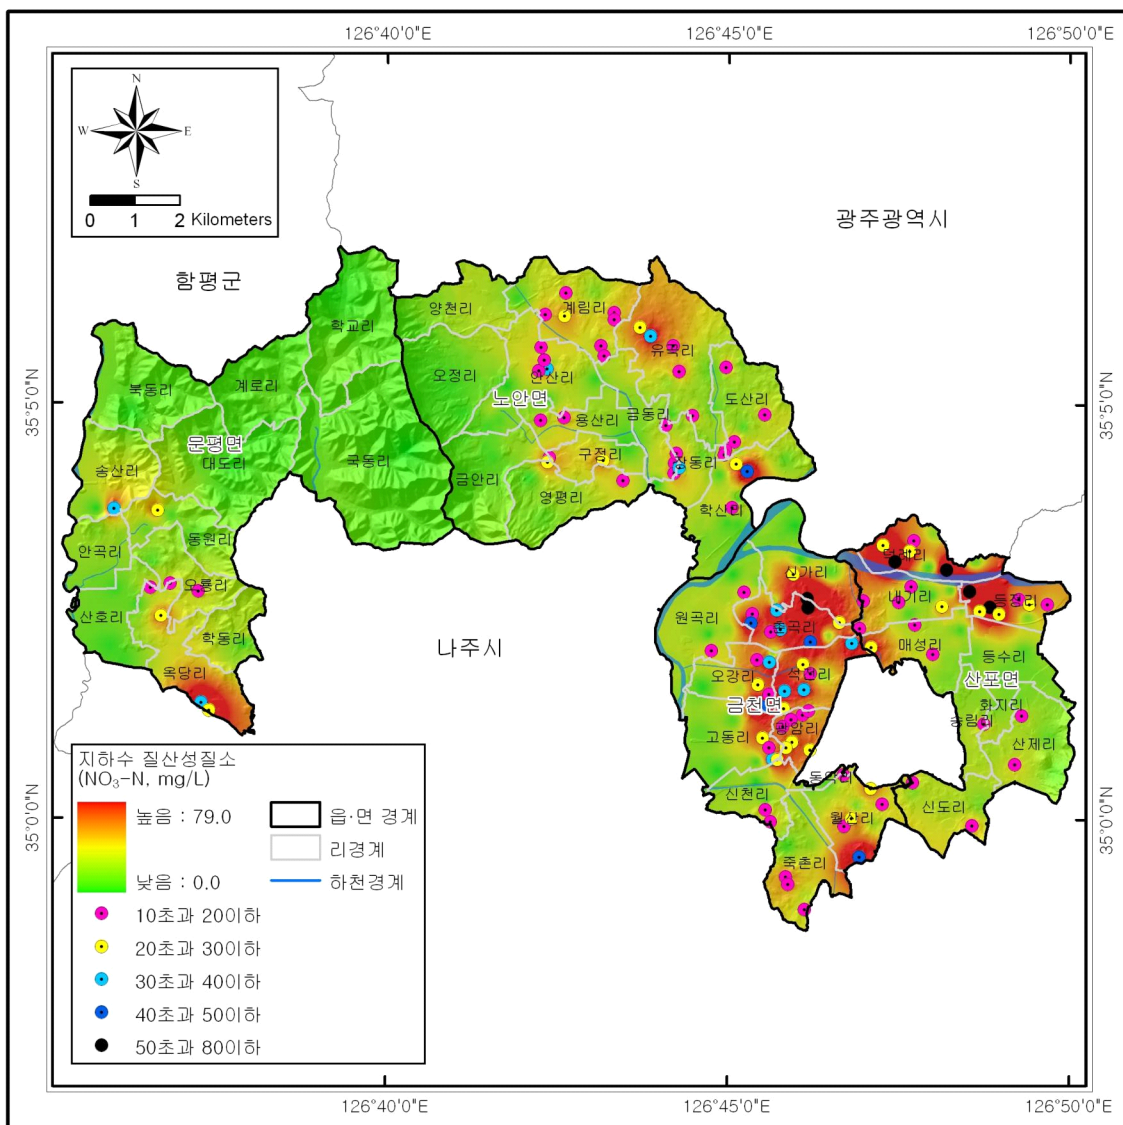 126°40'0"E
126°45'0"E
126°50'0"E
N
W
E
S
0 1 2 Kilometers
광주광역시
함평군
양천리
계림리
학교리
유곡리
북동리
계로리
오정리
안산리
도산리
노안면
용산리
금동리
문평면
송산리
대도리
국동리
구정리
장동리
금안리
영평리
학산리
35°5'0"N
35°5'0"N
안곡리
동원리
신가리
덕례리
오룡리
내기리
등정리
산호리
원곡리
촌곡리
학동리
나주시
매성리
등수리
옥당리
오강리
석전리
산포면
금천면
화지리
송림리
고동리
광암리
산제리
동악리
신천리
월산리
신도리
죽촌리
35°0'0"N
35°0'0"N
지하수 질산성질소
(NO₃-N, mg/L)
높음 : 79.0
낮음 : 0.0
읍·면 경계
리경계
하천경계
10초과 20이하
20초과 30이하
30초과 40이하
40초과 50이하
50초과 80이하
126°40'0"E
126°45'0"E
126°50'0"E